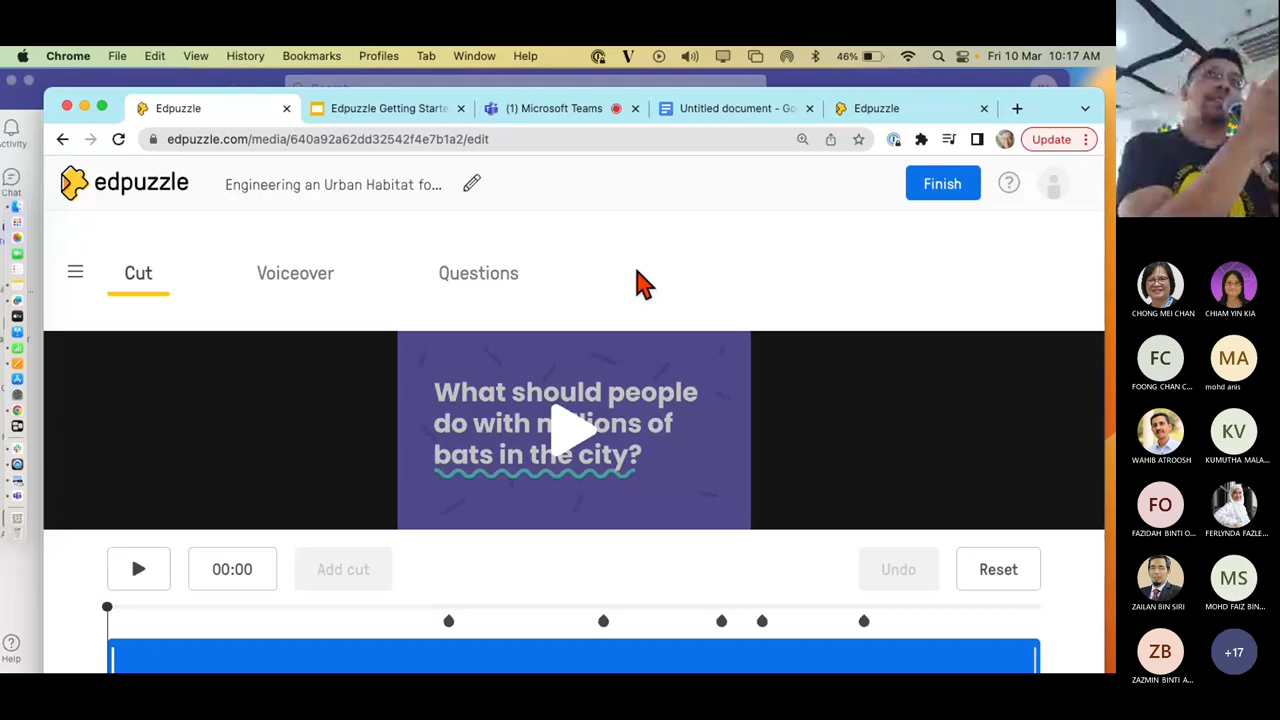 Chrome File Edit View History Bookmarks Profiles Tab Window Help 46% Fri 10 Mar 10:17 AM
Edpuzzle Edpuzzle Getting Starte (1) Microsoft Teams Untitled document - Go Edpuzzle
edpuzzle.com/media/640a92a62dd32542f4e7b1a2/edit Update
edpuzzle Engineering an Urban Habitat fo... Finish ?
Activity
Chat
Cut Voiceover Questions
What should people
do with millions of
bats in the city?
00:00 Add cut Undo Reset
Help
CHONG MEI CHAN CHIAM YIN KIA
FC MA
FOONG CHAN C... mohd anis
KV
WAHIB ATROOSH KUMUTHA MALA...
FO
FAZIDAH BINTI O... FERLYNDA FAZLE...
MS
ZAILAN BIN SIRI MOHD FAIZ BIN...
ZB +17
ZAZMIN BINTI A...